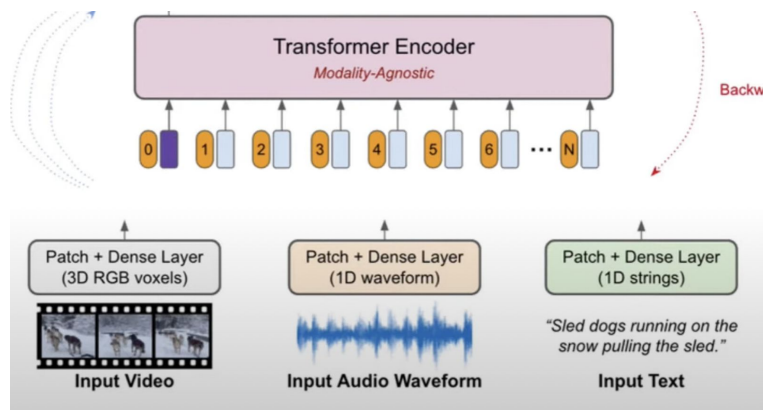 Transformer Encoder
Modality-Agnostic
Backw
0 1 2 3 4 5 6 ... N
Patch + Dense Layer
(3D RGB voxels)
Patch + Dense Layer
(1D waveform)
Patch + Dense Layer
(1D strings)
“Sled dogs running on the
snow pulling the sled.”
Input Video
Input Audio Waveform
Input Text